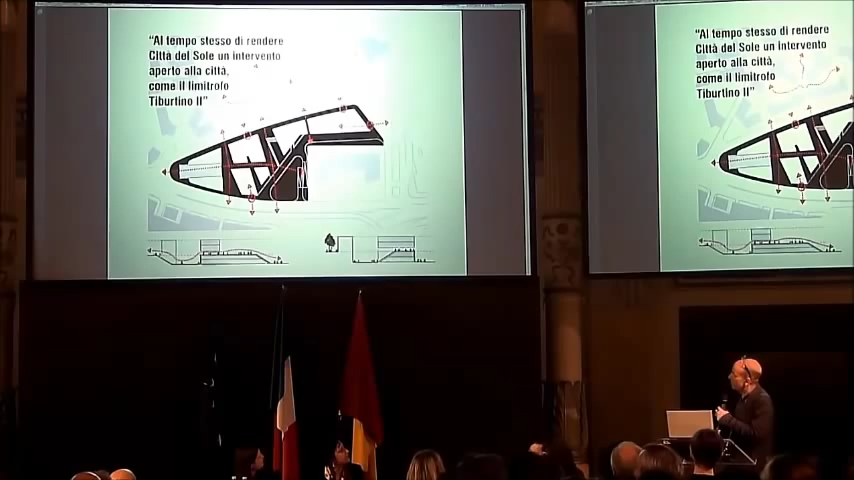 “Al tempo stesso di rendere
Città del Sole un intervento
aperto alla città,
come il limitrofo
Tiburtino II”
“Al tempo stesso di rendere
Città del Sole un intervento
aperto alla città,
come il limitrofo
Tiburtino II”